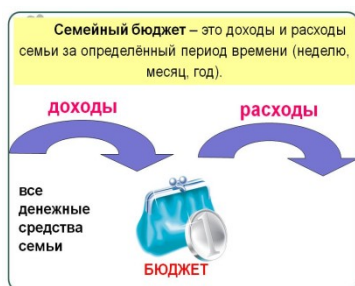 Семейный бюджет – это доходы и расходы
семьи за определённый период времени (неделю,
месяц, год).
доходы
расходы
все
денежные
средства
семьи
1
БЮДЖЕТ